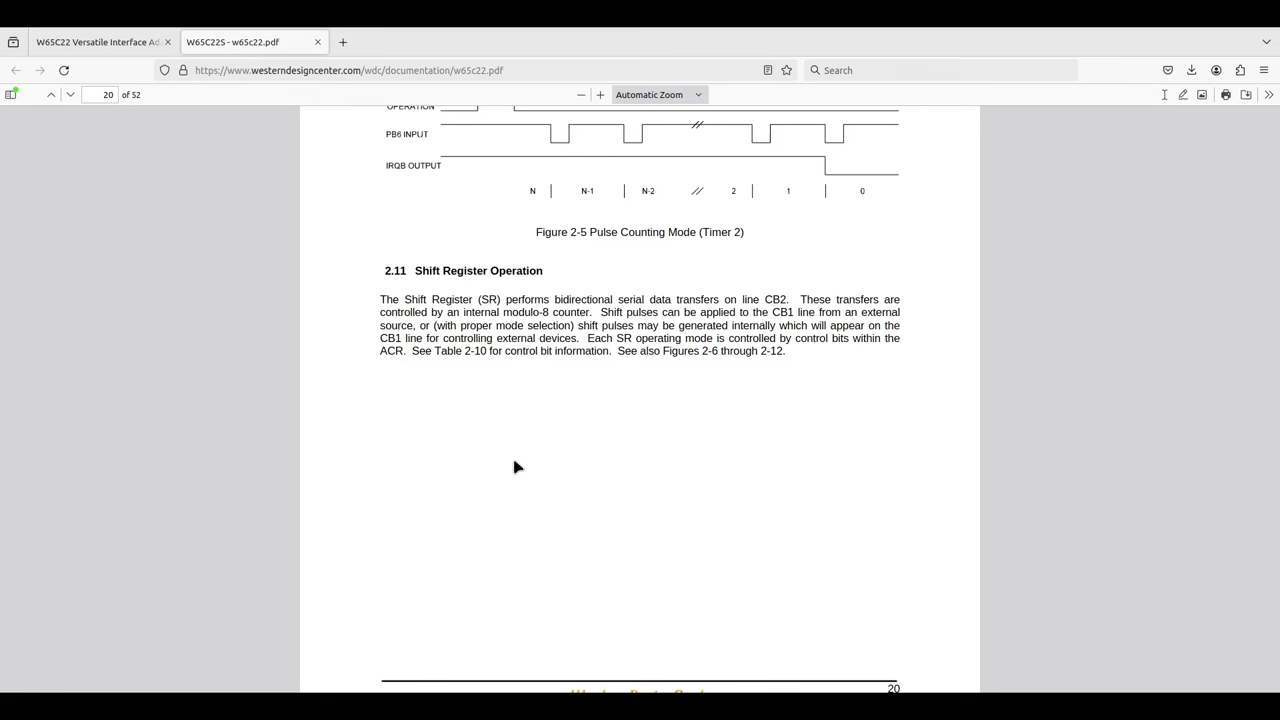 W65C22 Versatile Interface Ad
W65C22S - w65c22.pdf
https://www.westerndesigncenter.com/wdc/documentation/w65c22.pdf
Search
20 of 52
Automatic Zoom
OPERATION
PB6 INPUT
IRQB OUTPUT
N N-1 N-2 // 2 1 0
Figure 2-5 Pulse Counting Mode (Timer 2)
2.11 Shift Register Operation
The Shift Register (SR) performs bidirectional serial data transfers on line CB2. These transfers are
controlled by an internal modulo-8 counter. Shift pulses can be applied to the CB1 line from an external
source, or (with proper mode selection) shift pulses may be generated internally which will appear on the
CB1 line for controlling external devices. Each SR operating mode is controlled by control bits within the
ACR. See Table 2-10 for control bit information. See also Figures 2-6 through 2-12.
20